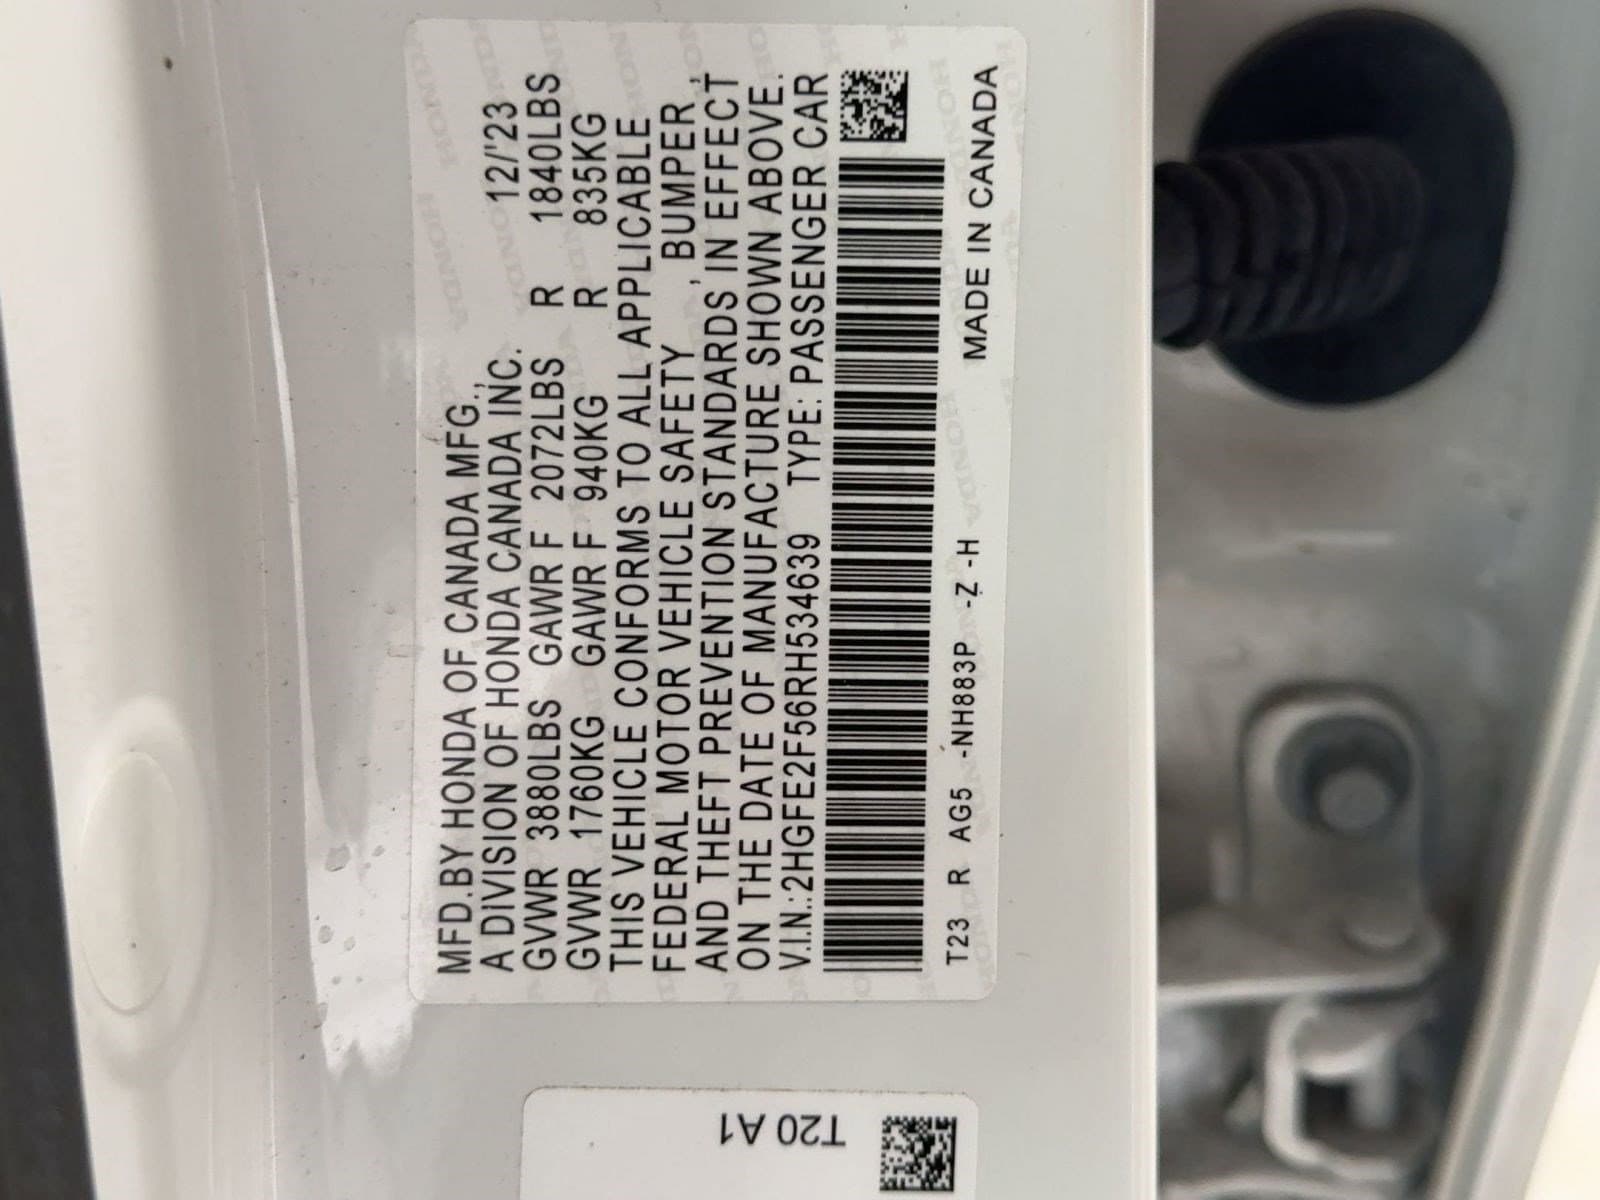 MFD.BY HONDA OF CANADA MFG.,
A DIVISION OF HONDA CANADA INC. 12/'23
GVWR 3880LBS GAWR F 2072LBS R 1840LBS
GVWR 1760KG GAWR F 940KG R 835KG
THIS VEHICLE CONFORMS TO ALL APPLICABLE
FEDERAL MOTOR VEHICLE SAFETY , BUMPER ,
AND THEFT PREVENTION STANDARDS IN EFFECT
ON THE DATE OF MANUFACTURE SHOWN ABOVE.
V.I.N.:2HGFE2F56RH534639 TYPE: PASSENGER CAR
T23 R AG5 -NH883P -Z -H MADE IN CANADA
T20 A1